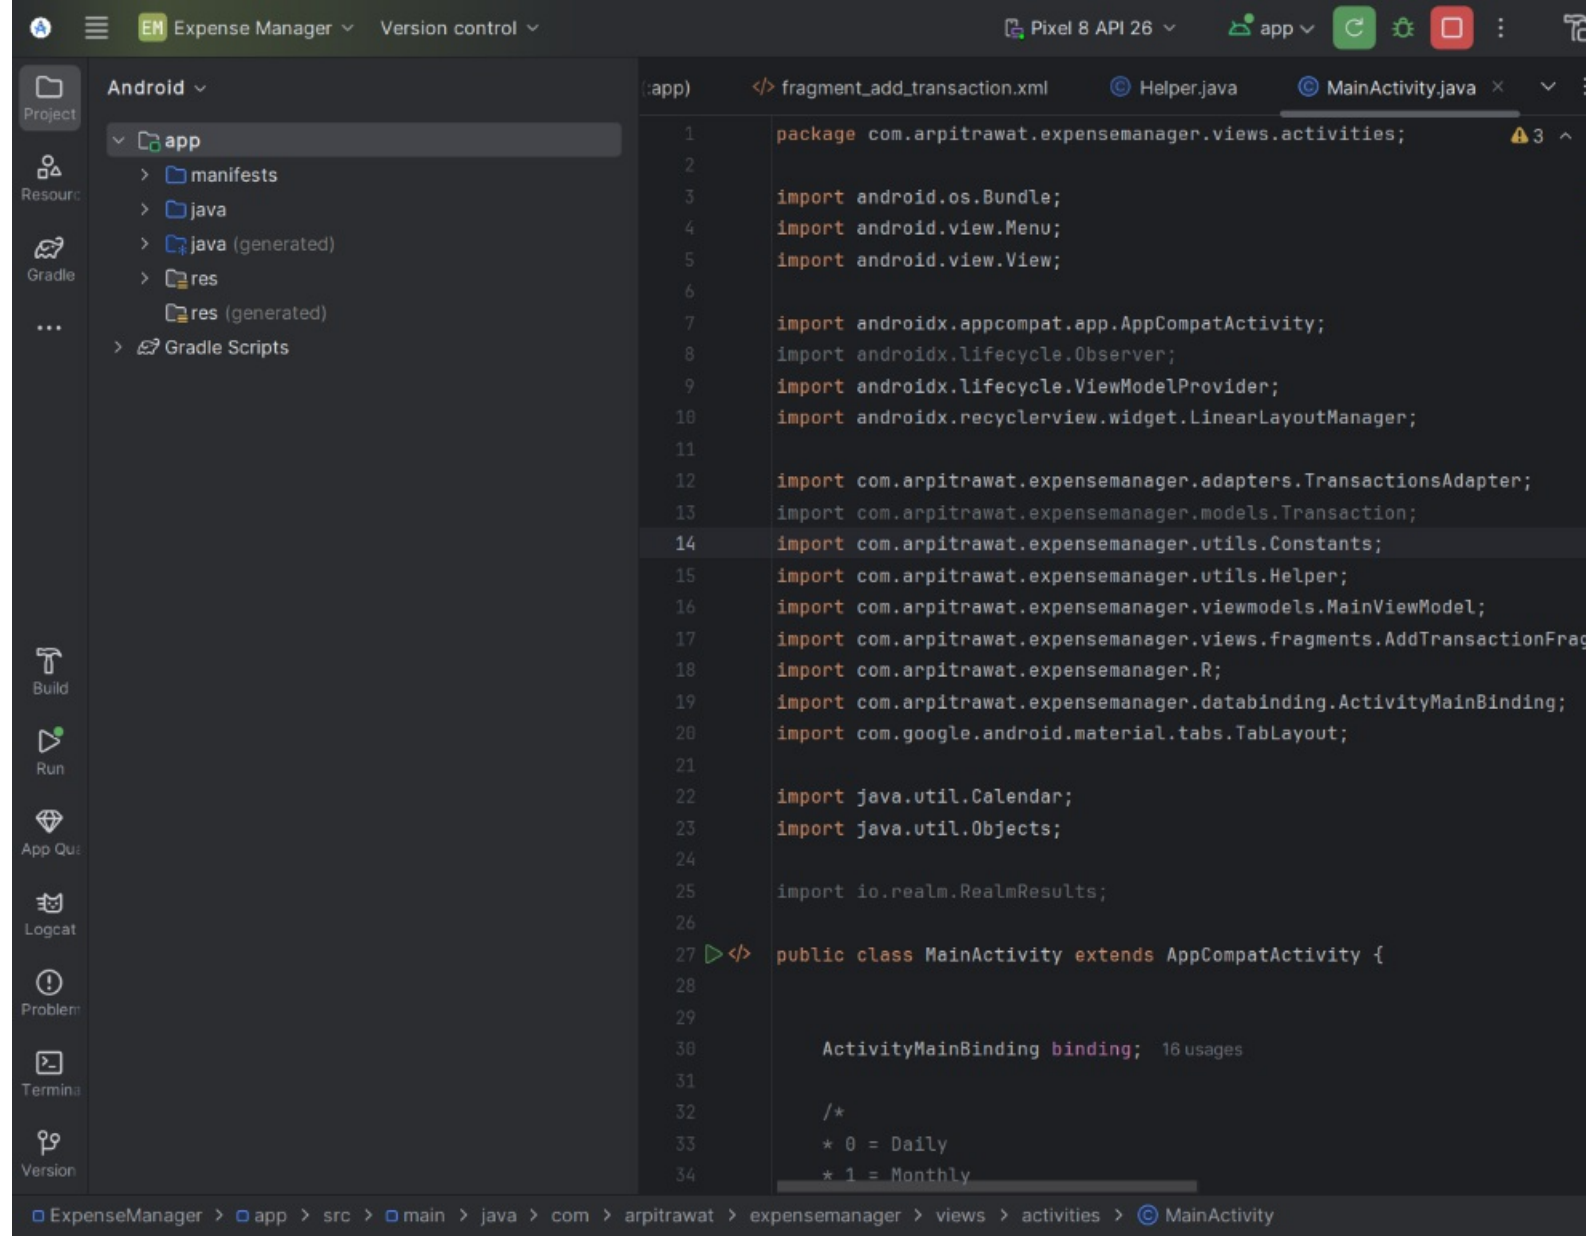 EM Expense Manager Version control Pixel 8 API 26 app
Project
Resourc
Gradle
Build
Run
App Qua
Logcat
Problem
Termina
Version
Android
app
manifests
java
java (generated)
res
res (generated)
Gradle Scripts
:app) </> fragment_add_transaction.xml Helper.java MainActivity.java
3
1 package com.arpitrawat.expensemanager.views.activities;
2
3 import android.os.Bundle;
4 import android.view.Menu;
5 import android.view.View;
6
7 import androidx.appcompat.app.AppCompatActivity;
8 import androidx.lifecycle.Observer;
9 import androidx.lifecycle.ViewModelProvider;
10 import androidx.recyclerview.widget.LinearLayoutManager;
11
12 import com.arpitrawat.expensemanager.adapters.TransactionsAdapter;
13 import com.arpitrawat.expensemanager.models.Transaction;
14 import com.arpitrawat.expensemanager.utils.Constants;
15 import com.arpitrawat.expensemanager.utils.Helper;
16 import com.arpitrawat.expensemanager.viewmodels.MainViewModel;
17 import com.arpitrawat.expensemanager.views.fragments.AddTransactionFrag
18 import com.arpitrawat.expensemanager.R;
19 import com.arpitrawat.expensemanager.databinding.ActivityMainBinding;
20 import com.google.android.material.tabs.TabLayout;
21
22 import java.util.Calendar;
23 import java.util.Objects;
24
25 import io.realm.RealmResults;
26
27 </> public class MainActivity extends AppCompatActivity {
28
29
30 ActivityMainBinding binding; 16 usages
31
32 /*
33 * 0 = Daily
34 * 1 = Monthly
ExpenseManager > app > src > main > java > com > arpitrawat > expensemanager > views > activities > MainActivity